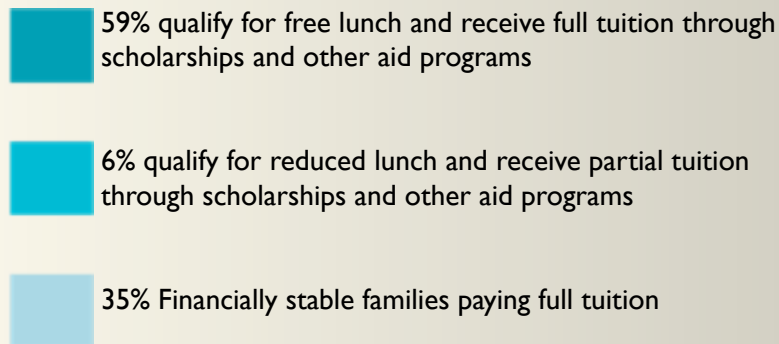 59% qualify for free lunch and receive full tuition through
scholarships and other aid programs
6% qualify for reduced lunch and receive partial tuition
through scholarships and other aid programs
35% Financially stable families paying full tuition